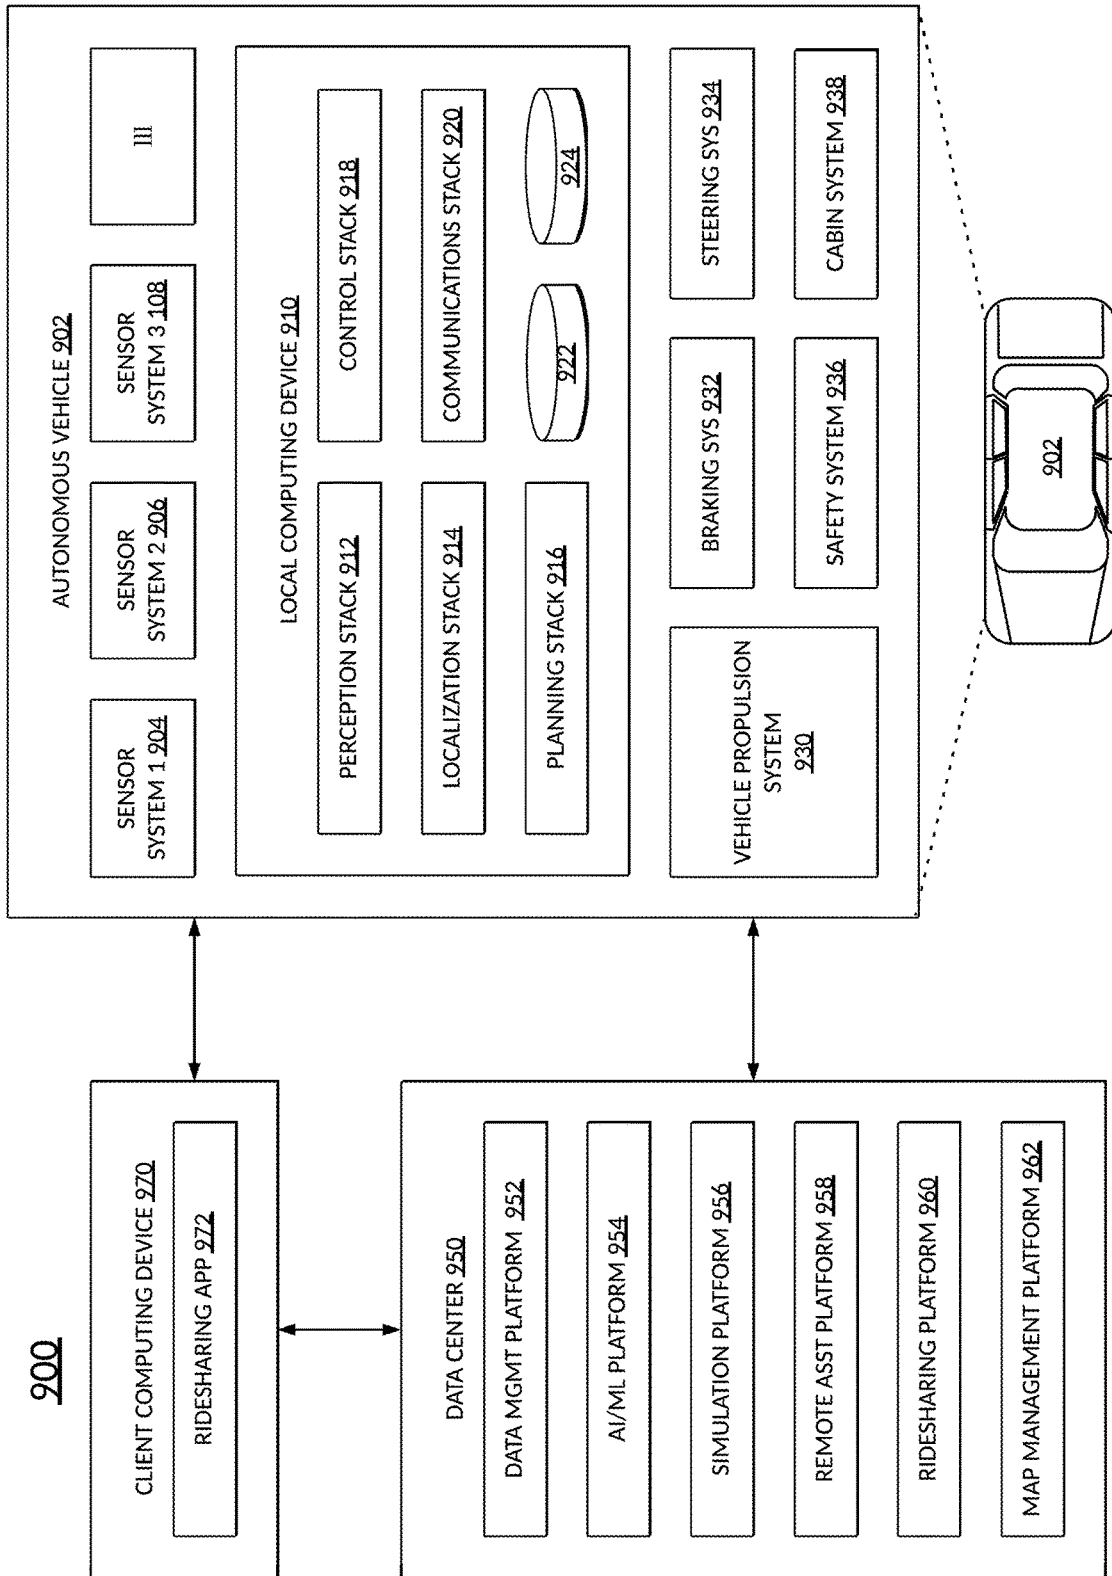 900
CLIENT COMPUTING DEVICE 970
RIDESHARING APP 972
DATA CENTER 950
DATA MGMT PLATFORM 952
AI/ML PLATFORM 954
SIMULATION PLATFORM 956
REMOTE ASST PLATFORM 958
RIDESHARING PLATFORM 960
MAP MANAGEMENT PLATFORM 962
AUTONOMOUS VEHICLE 902
SENSOR
SYSTEM 1 904
SENSOR
SYSTEM 2 906
SENSOR
SYSTEM 3 108
LOCAL COMPUTING DEVICE 910
PERCEPTION STACK 912
CONTROL STACK 918
LOCALIZATION STACK 914
COMMUNICATIONS STACK 920
PLANNING STACK 916
922
924
VEHICLE PROPULSION
SYSTEM
930
BRAKING SYS 932
STEERING SYS 934
SAFETY SYSTEM 936
CABIN SYSTEM 938
902